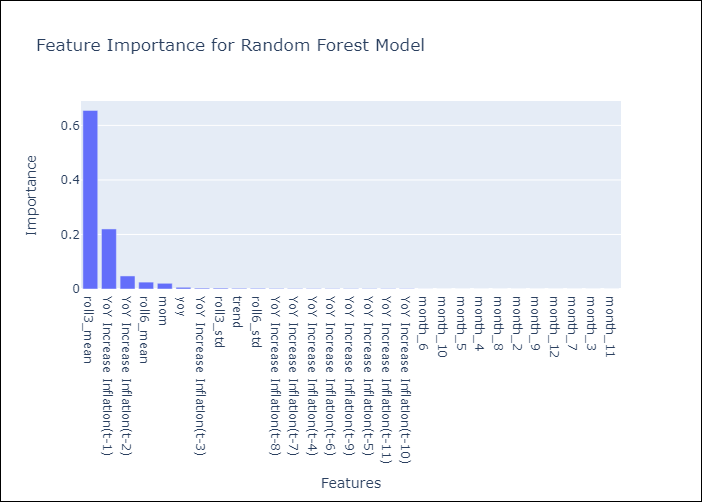 Feature Importance for Random Forest Model
Importance
0.6
0.4
0.2
0
roll3_mean
YoY Increase Inflation(t-1)
YoY Increase Inflation(t-2)
roll6_mean
mom
yoy
YoY Increase Inflation(t-3)
roll3_std
trend
roll6_std
YoY Increase Inflation(t-8)
YoY Increase Inflation(t-7)
YoY Increase Inflation(t-4)
YoY Increase Inflation(t-6)
YoY Increase Inflation(t-9)
YoY Increase Inflation(t-5)
YoY Increase Inflation(t-11)
YoY Increase Inflation(t-10)
month_6
month_10
month_5
month_4
month_8
month_2
month_9
month_12
month_7
month_3
month_11
Features